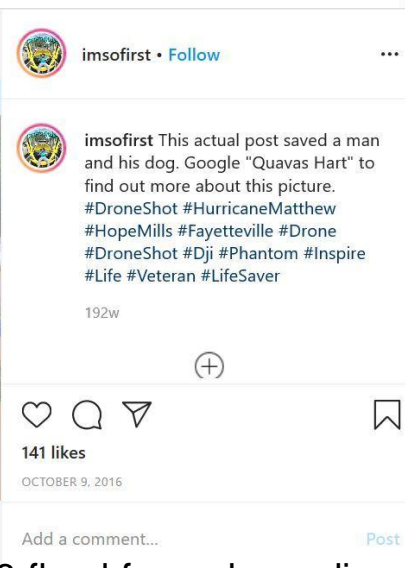 imsofirst • Follow
imsofirst This actual post saved a man
and his dog. Google "Quavas Hart" to
find out more about this picture.
#DroneShot #HurricaneMatthew
#HopeMills #Fayetteville #Drone
#DroneShot #Dji #Phantom #Inspire
#Life #Veteran #LifeSaver
192w
141 likes
OCTOBER 9, 2016
Add a comment... Post